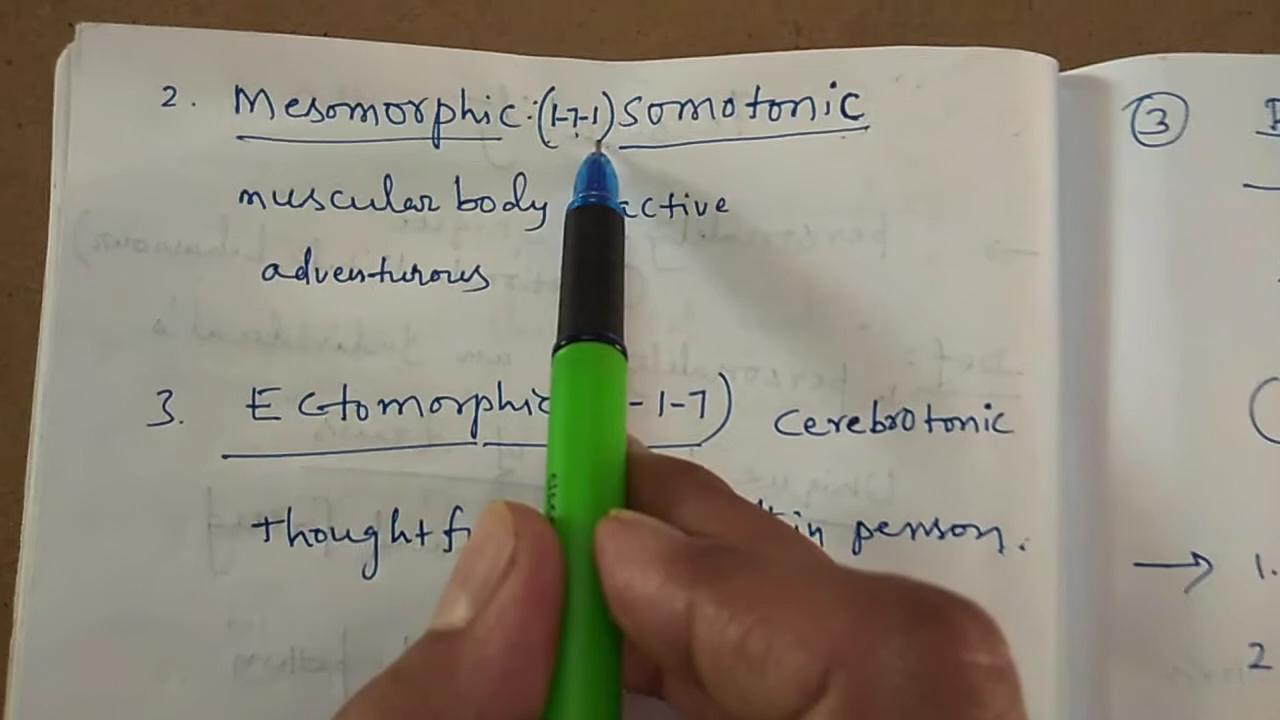 2. Mesomorphic:(1-7-1) Somotonic
muscular body active
adventurous
3. Ectomorphic -1-7) cerebrotonic
thoughtf thin person.
3
1.
2